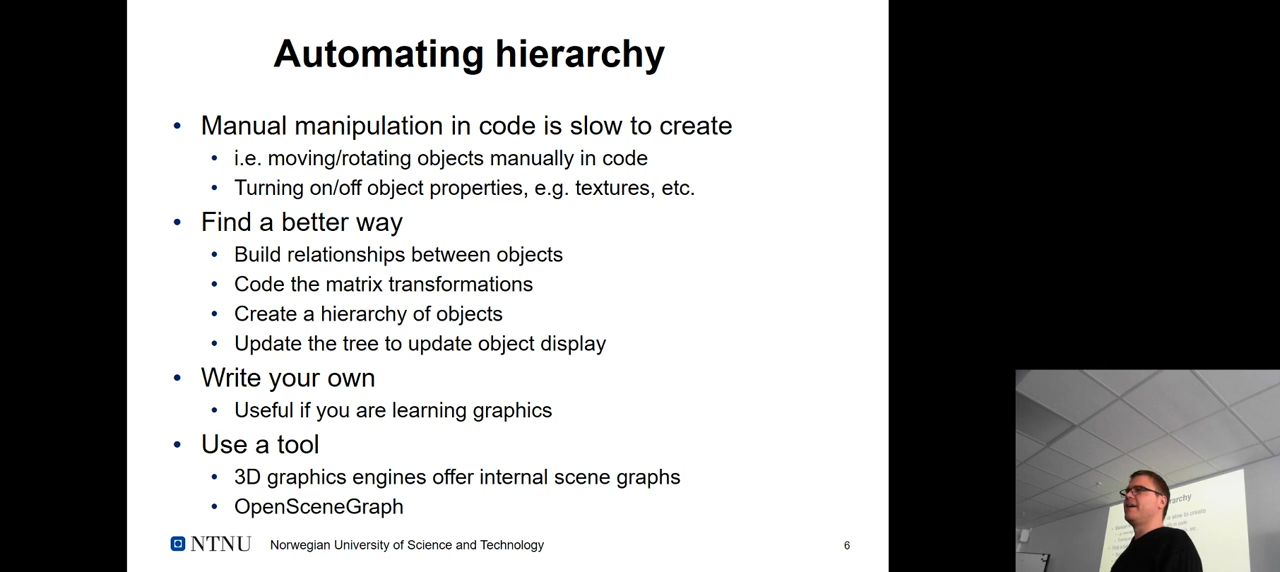 Automating hierarchy
• Manual manipulation in code is slow to create
• i.e. moving/rotating objects manually in code
• Turning on/off object properties, e.g. textures, etc.
• Find a better way
• Build relationships between objects
• Code the matrix transformations
• Create a hierarchy of objects
• Update the tree to update object display
• Write your own
• Useful if you are learning graphics
• Use a tool
• 3D graphics engines offer internal scene graphs
• OpenSceneGraph
NTNU Norwegian University of Science and Technology 6